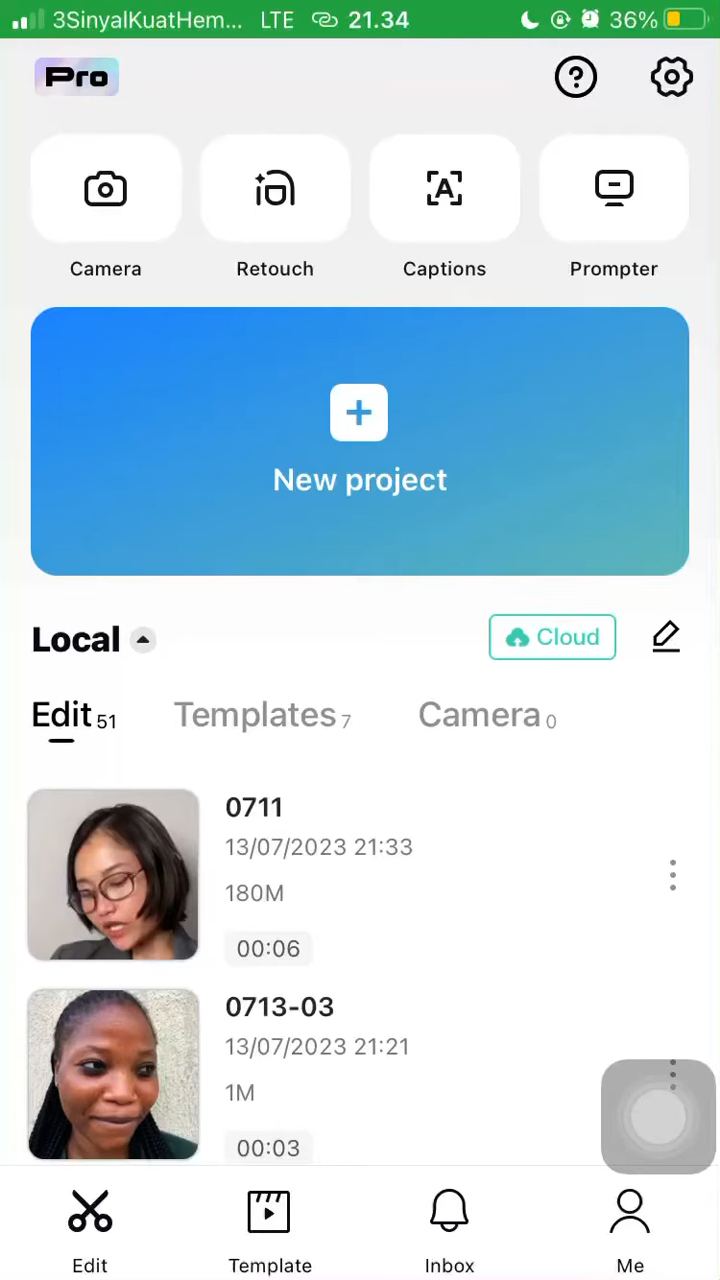 3SinyalKuatHem... LTE 21.34 36%
Pro
Camera Retouch Captions Prompter
New project
Local Cloud
Edit 51 Templates 7 Camera 0
0711
13/07/2023 21:33
180M
00:06
0713-03
13/07/2023 21:21
1M
00:03
Edit Template Inbox Me